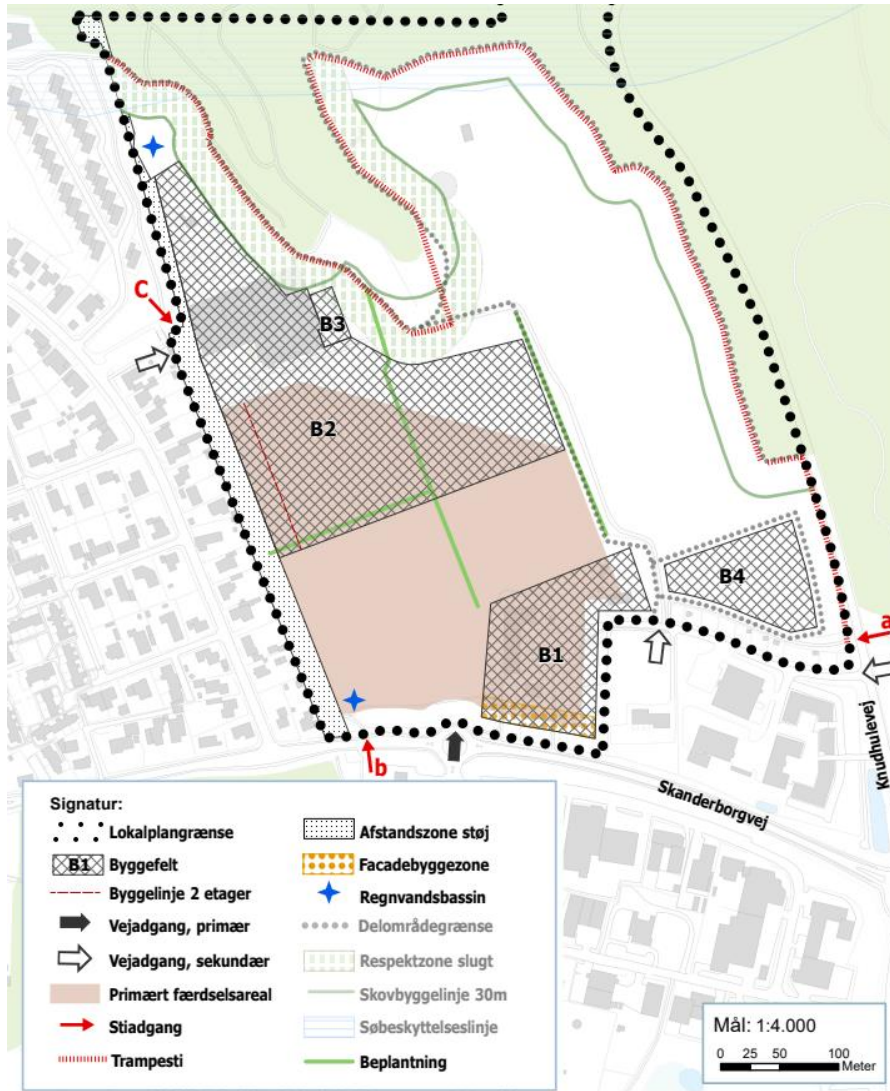 C
B3
B2
B4
a
B1
b
Knudhulevej
Skanderborgvej
Signatur:
Lokalplangrænse
B1 Byggefelt
Byggelinje 2 etager
Vejadgang, primær
Vejadgang, sekundær
Primært færdselsareal
Stiadgang
Trampesti
Afstandszone støj
Facadebyggezone
Regnvandsbassin
Delområdegrænse
Respektzone slugt
Skovbyggelinje 30m
Søbeskyttelseslinje
Beplantning
Mål: 1:4.000
0 25 50 100
Meter